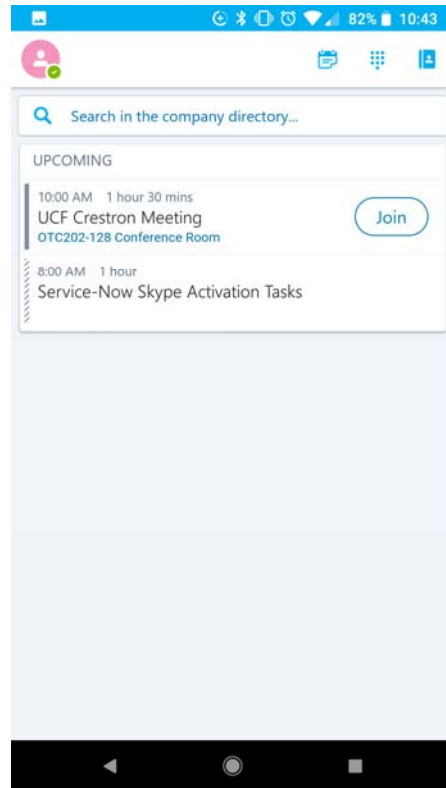 82% 10:43
Search in the company directory...
UPCOMING
10:00 AM 1 hour 30 mins
UCF Crestron Meeting
Join
OTC202-128 Conference Room
8:00 AM 1 hour
Service-Now Skype Activation Tasks